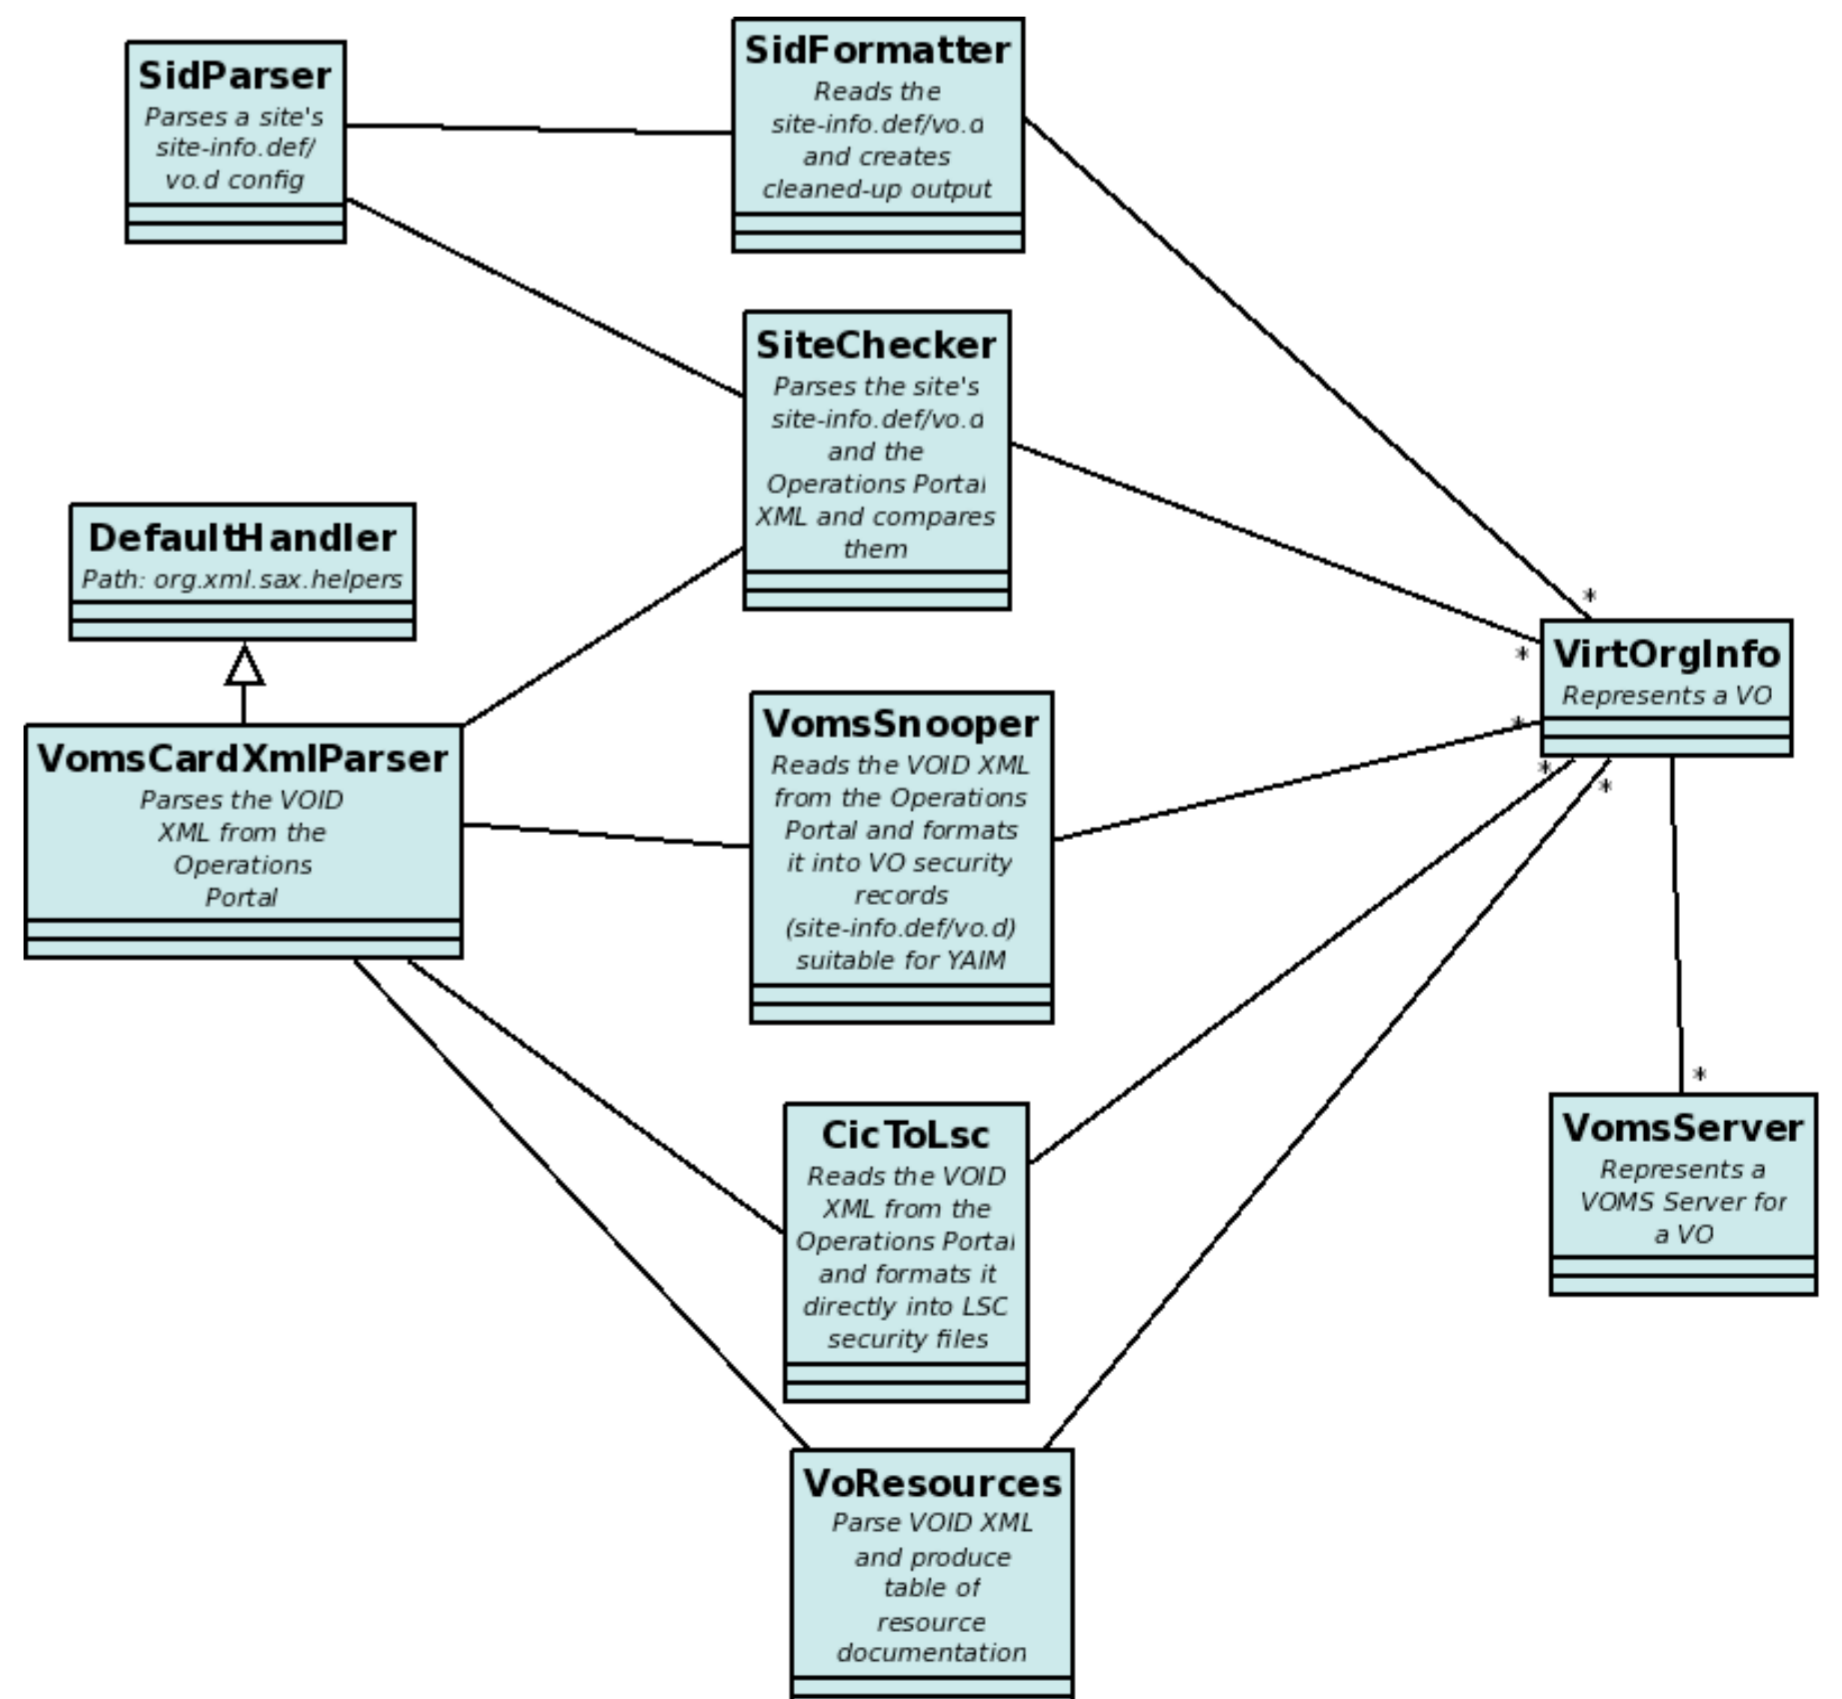 SidParser
Parses a site's
site-info.def/
vo.d config
SidFormatter
Reads the
site-info.def/vo.d
and creates
cleaned-up output
SiteChecker
Parses the site's
site-info.def/vo.d
and the
Operations Portal
XML and compares
them
DefaultHandler
Path: org.xml.sax.helpers
VomsCardXmlParser
Parses the VOID
XML from the
Operations
Portal
VomsSnooper
Reads the VOID XML
from the Operations
Portal and formats
it into VO security
records
(site-info.def/vo.d)
suitable for YAIM
*
*
VirtOrgInfo
Represents a VO
*
*
*
CicToLsc
Reads the VOID
XML from the
Operations Portal
and formats it
directly into LSC
security files
*
VomsServer
Represents a
VOMS Server for
a VO
VoResources
Parse VOID XML
and produce
table of
resource
documentation